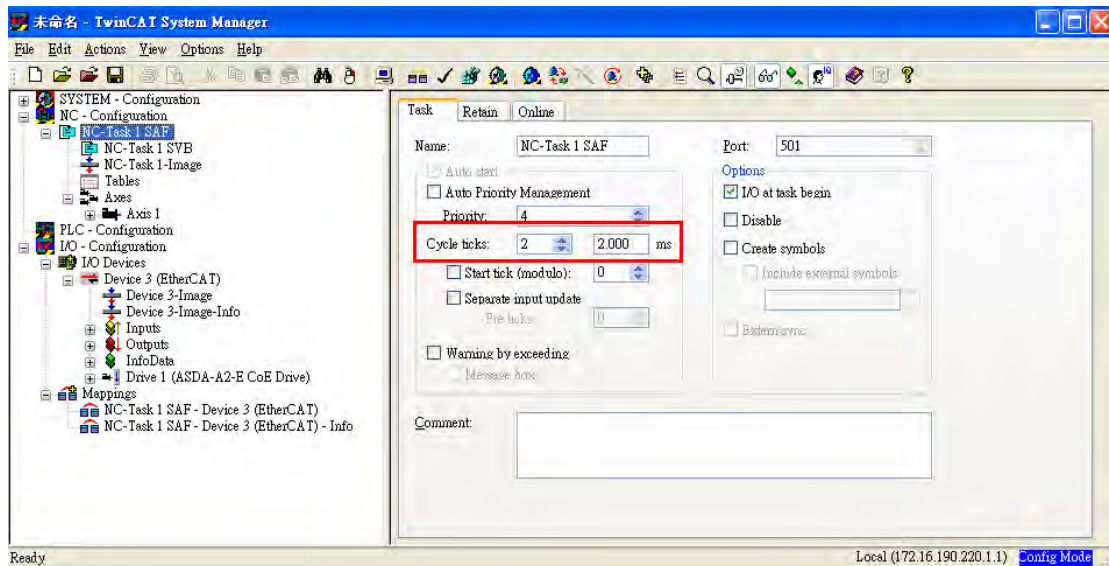 未命名 - TwinCAT System Manager
File Edit Actions View Options Help
SYSTEM - Configuration
NC - Configuration
NC-Task 1 SAF
NC-Task 1 SVB
NC-Task 1-Image
Tables
Axes
Axis 1
PLC - Configuration
I/O - Configuration
I/O Devices
Device 3 (EtherCAT)
Device 3-Image
Device 3-Image-Info
Inputs
Outputs
InfoData
Drive 1 (ASDA-A2-E CoE Drive)
Mappings
NC-Task 1 SAF - Device 3 (EtherCAT)
NC-Task 1 SAF - Device 3 (EtherCAT) - Info
Task Retain Online
Name: NC-Task 1 SAF
Auto start
Auto Priority Management
Priority: 4
Cycle ticks: 2 2.000 ms
Start tick (modulo): 0
Separate input update
Pre ticks: 0
Warning by exceeding
Message box
Port: 501
Options
I/O at task begin
Disable
Create symbols
Include external symbols
Extern sync
Comment:
Ready Local (172.16.190.220.1.1) Config Mode